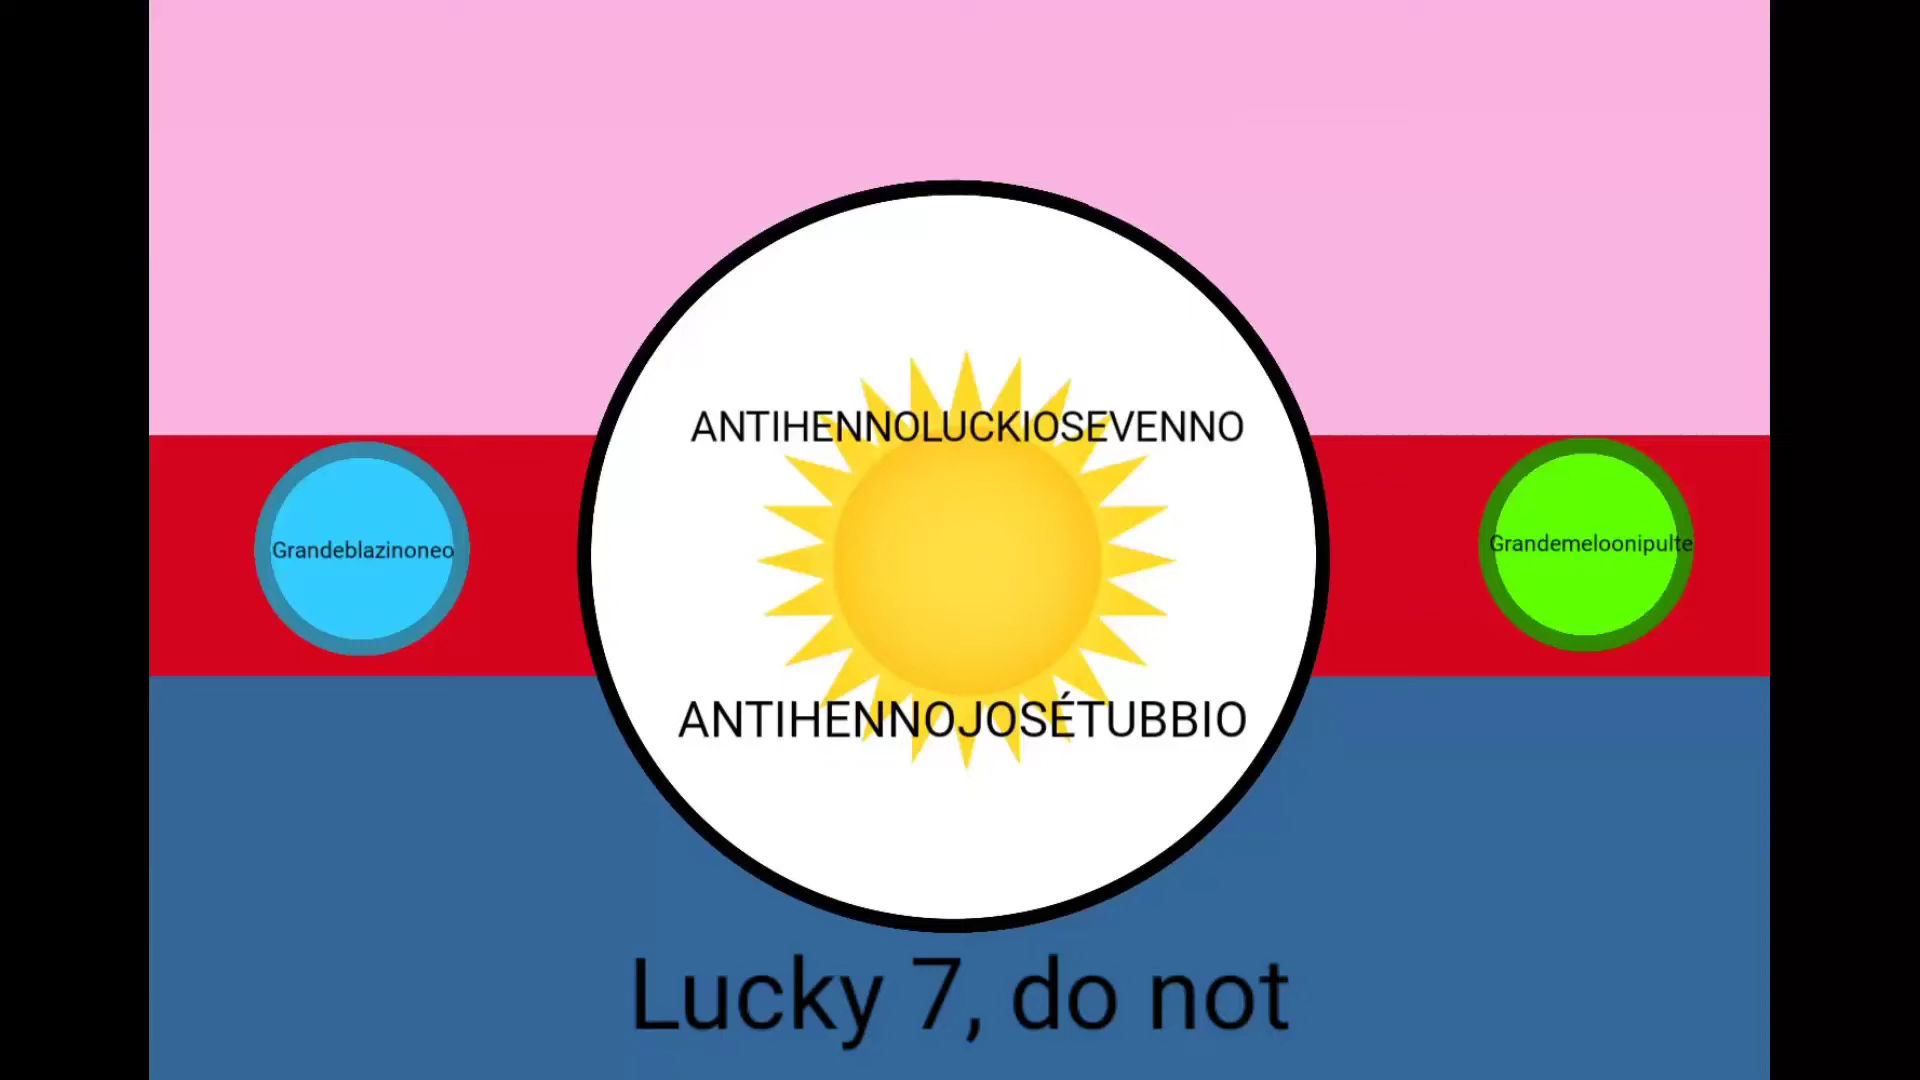 ANTIHENNOLUCKIOSEVENNO
Grandeblazinoneo
Grandemeloonipulte
ANTIHENNOJOSÉTUBBIO
Lucky 7, do not